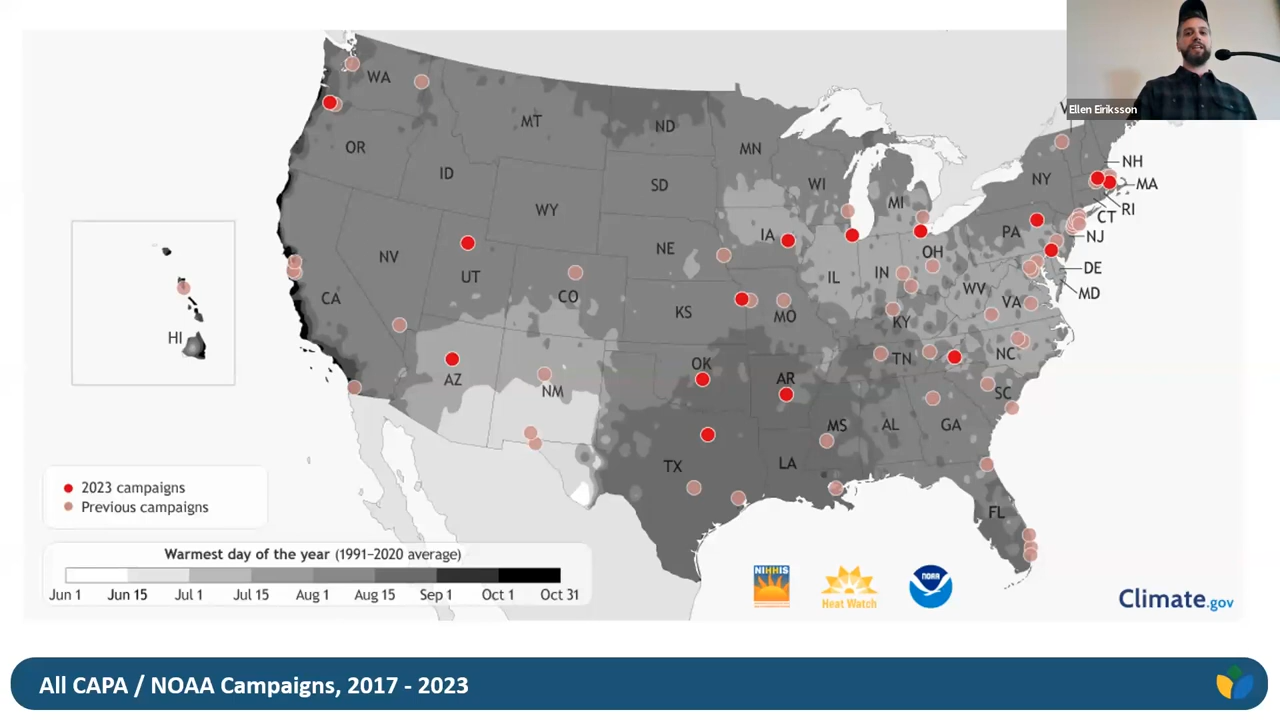 Ellen Eiriksson
V
WA
MT
ND
MN
OR
ID
SD
WI
MI
NY
NH
MA
RI
CT
WY
NE
IA
PA
NJ
NV
UT
CO
KS
IL
IN
OH
WV
DE
MD
VA
CA
MO
KY
HI
AZ
NM
OK
AR
TN
NC
SC
MS
AL
GA
TX
LA
FL
2023 campaigns
Previous campaigns
Warmest day of the year (1991–2020 average)
Jun 1 Jun 15 Jul 1 Jul 15 Aug 1 Aug 15 Sep 1 Oct 1 Oct 31
NIHHIS
Heat Watch
NOAA
Climate.gov
All CAPA / NOAA Campaigns, 2017 - 2023